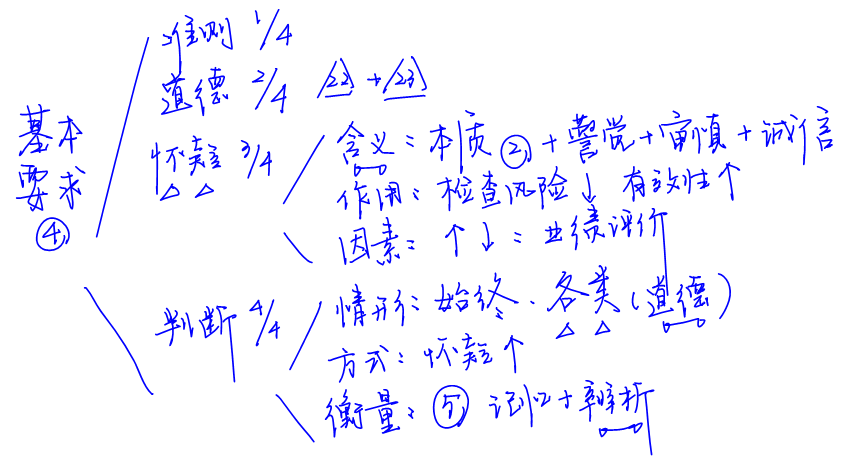 准则 1/4
道德 2/4 22 + 23
基本要求 ④
怀疑 3/4
含义：本质② + 警觉 + 审慎 + 诚信
作用：检查风险↓ 有效性↑
因素：↑↓：业绩评价
判断 4/4
情形：始终、各类（道德）
方式：怀疑↑
衡量：⑤ 记忆 + 辨析